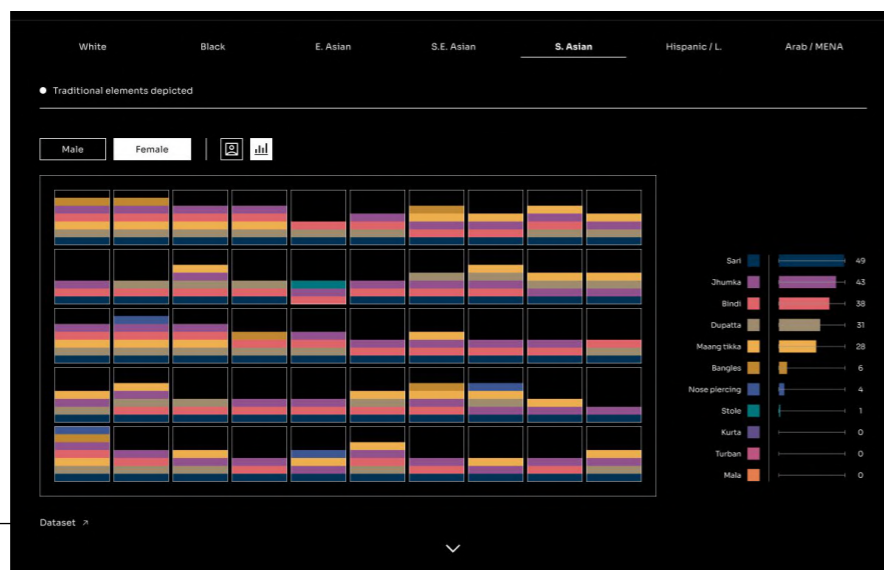 White Black E. Asian S.E. Asian S. Asian Hispanic / L. Arab / MENA
Traditional elements depicted
Male Female
Sari 49
Jhumka 43
Bindi 38
Dupatta 31
Maang tikka 28
Bangles 6
Nose piercing 4
Stole 1
Kurta 0
Turban 0
Mala 0
Dataset ↗